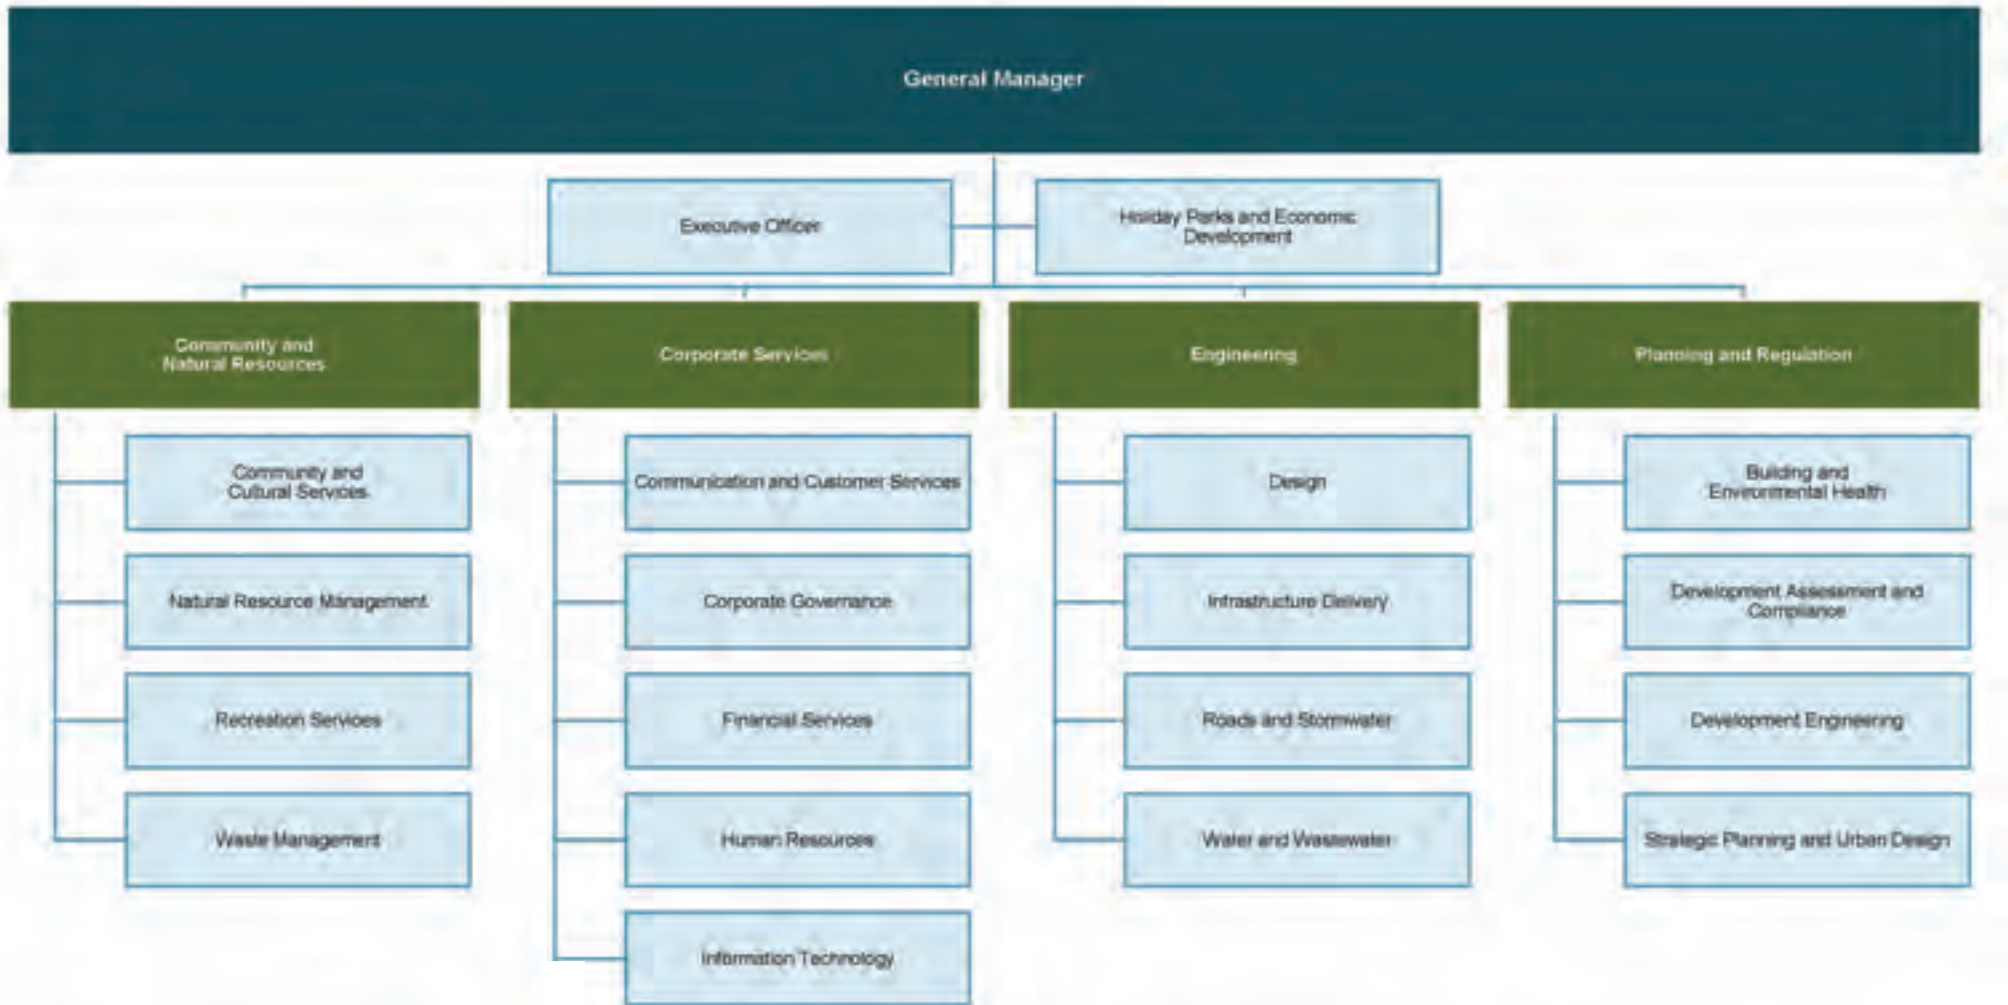 General Manager
Executive Officer
Holiday Parks and Economic
Development
Community and
Natural Resources
Corporate Services
Engineering
Planning and Regulation
Community and
Cultural Services
Natural Resource Management
Recreation Services
Waste Management
Communication and Customer Services
Corporate Governance
Financial Services
Human Resources
Information Technology
Design
Infrastructure Delivery
Roads and Stormwater
Water and Wastewater
Building and
Environmental Health
Development Assessment and
Compliance
Development Engineering
Strategic Planning and Urban Design